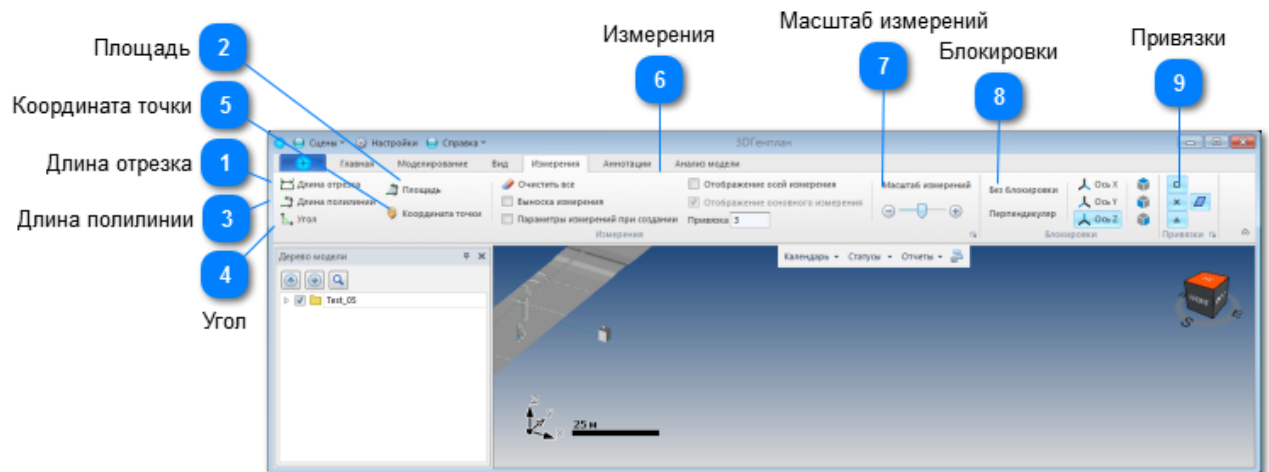 Масштаб измерений
Площадь 2
Измерения
Блокировки
Привязки
6
7
8
9
Координата точки 5
Длина отрезка 1
Длина полилинии 3
4
Угол
Сцены Настройки Справка
3DГенплан
Главная Моделирование Вид Измерения Аннотации Анализ модели
Длина отрезка
Длина полилинии
Угол
Площадь
Координата точки
Очистить все
Выноска измерения
Параметры измерений при создании
Отображение осей измерения
Отображение основного измерения
Привязка 3
Измерения
Масштаб измерений
Без блокировки
Перпендикуляр
Ось X
Ось Y
Ось Z
Блокировки
Привязки
Дерево модели
Test_05
Календарь Статусы Отчеты
Z
Y
X
25 м
S